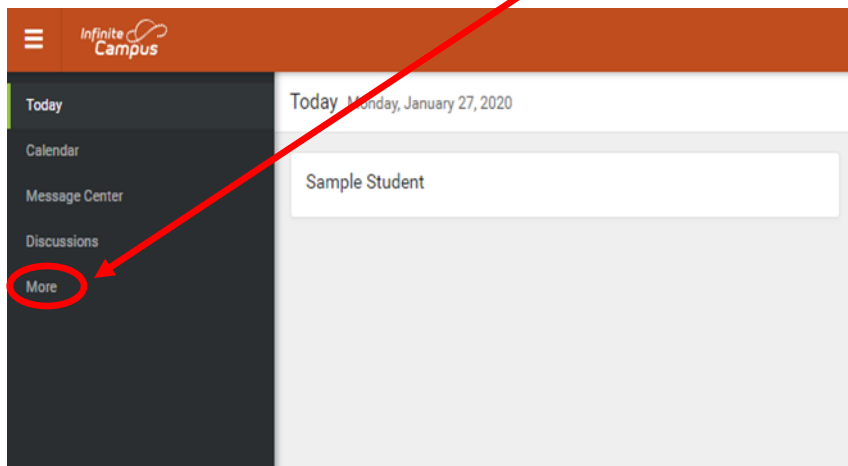 Infinite
Campus
Today
Calendar
Message Center
Discussions
More
Today Monday, January 27, 2020
Sample Student